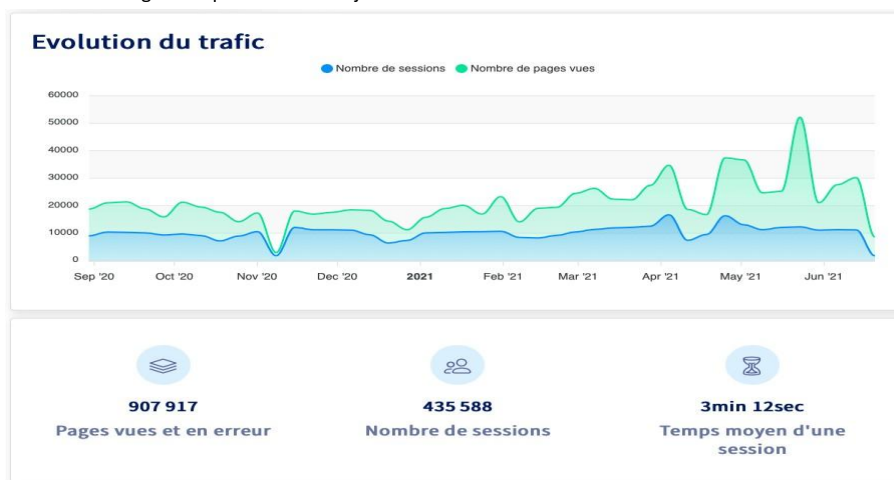 Evolution du trafic
Nombre de sessions Nombre de pages vues
60000
50000
40000
30000
20000
10000
0
Sep '20 Oct '20 Nov '20 Dec '20 2021 Feb '21 Mar '21 Apr '21 May '21 Jun '21
907 917 435 588 3min 12sec
Pages vues et en erreur Nombre de sessions Temps moyen d'une
session